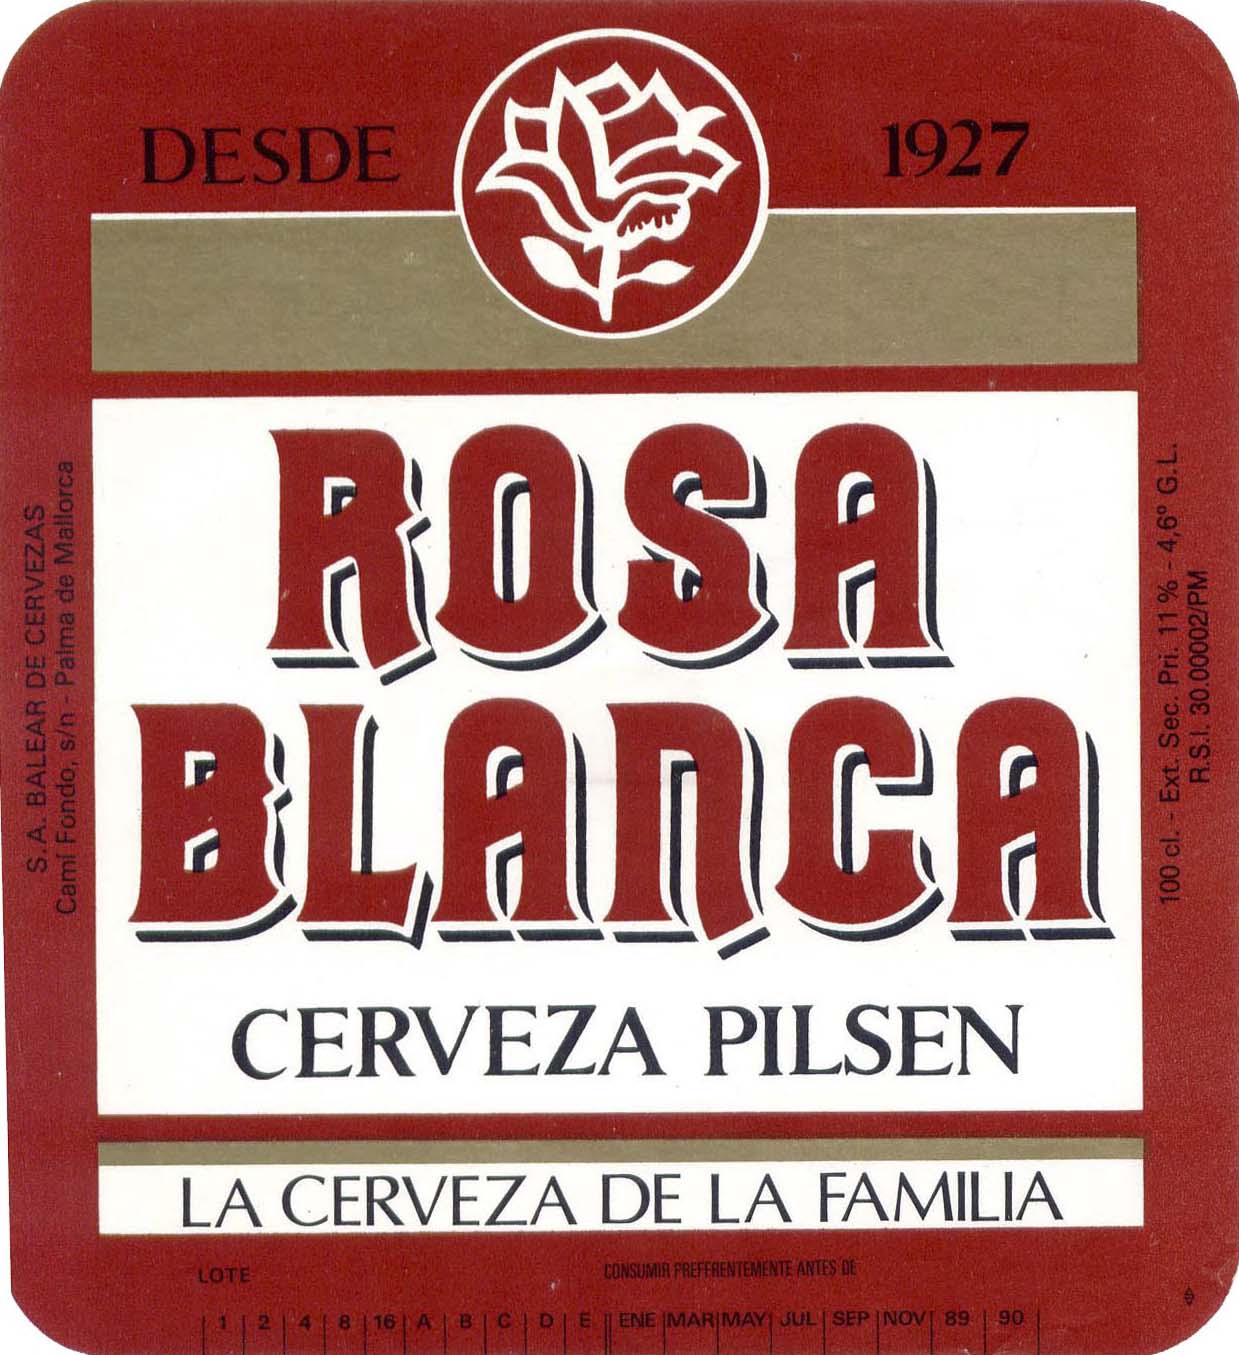 DESDE 1927
ROSA
BLANCA
CERVEZA PILSEN
LA CERVEZA DE LA FAMILIA
LOTE CONSUMIR PREFERENTEMENTE ANTES DE
1 2 4 8 16 A B C D E ENE MAR MAY JUL SEP NOV 89 90
S.A. BALEAR DE CERVEZAS
Camí Fondo, s/n - Palma de Mallorca
100 cl. - Ext. Sec. Pri. 11 % - 4,6º G.L.
R.S.I. 30.00002/PM